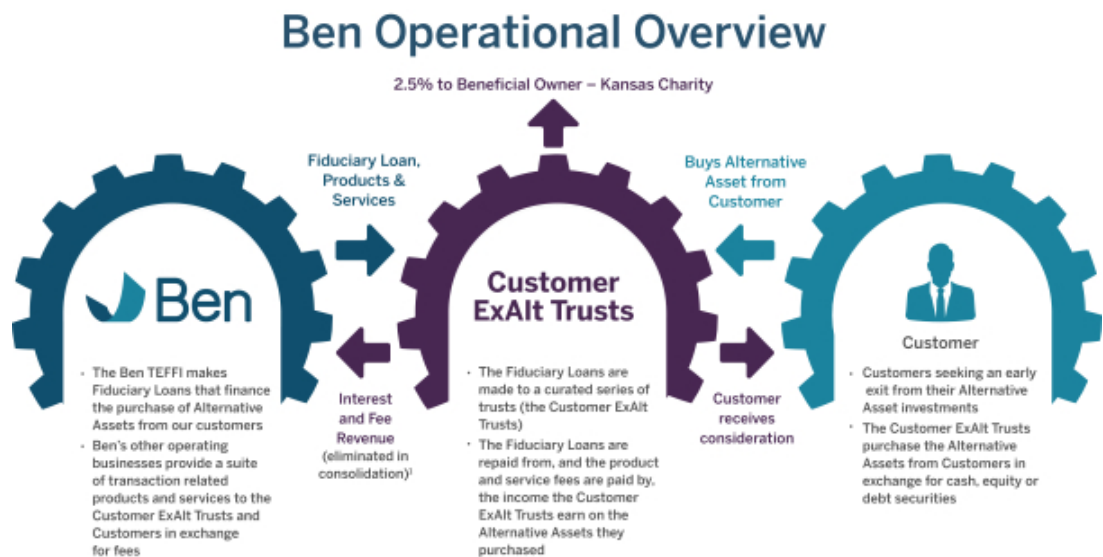 Ben Operational Overview
2.5% to Beneficial Owner – Kansas Charity
Fiduciary Loan,
Products &
Services
Buys Alternative
Asset from
Customer
Ben
Customer
ExAlt Trusts
Customer
· The Ben TEFFI makes
Fiduciary Loans that finance
the purchase of Alternative
Assets from our customers
· Ben's other operating
businesses provide a suite
of transaction related
products and services to the
Customer ExAlt Trusts and
Customers in exchange
for fees
Interest
and Fee
Revenue
(eliminated in
consolidation)¹
· The Fiduciary Loans are
made to a curated series of
trusts (the Customer ExAlt
Trusts)
· The Fiduciary Loans are
repaid from, and the product
and service fees are paid by,
the income the Customer
ExAlt Trusts earn on the
Alternative Assets they
purchased
Customer
receives
consideration
· Customers seeking an early
exit from their Alternative
Asset investments
· The Customer ExAlt Trusts
purchase the Alternative
Assets from Customers in
exchange for cash, equity or
debt securities